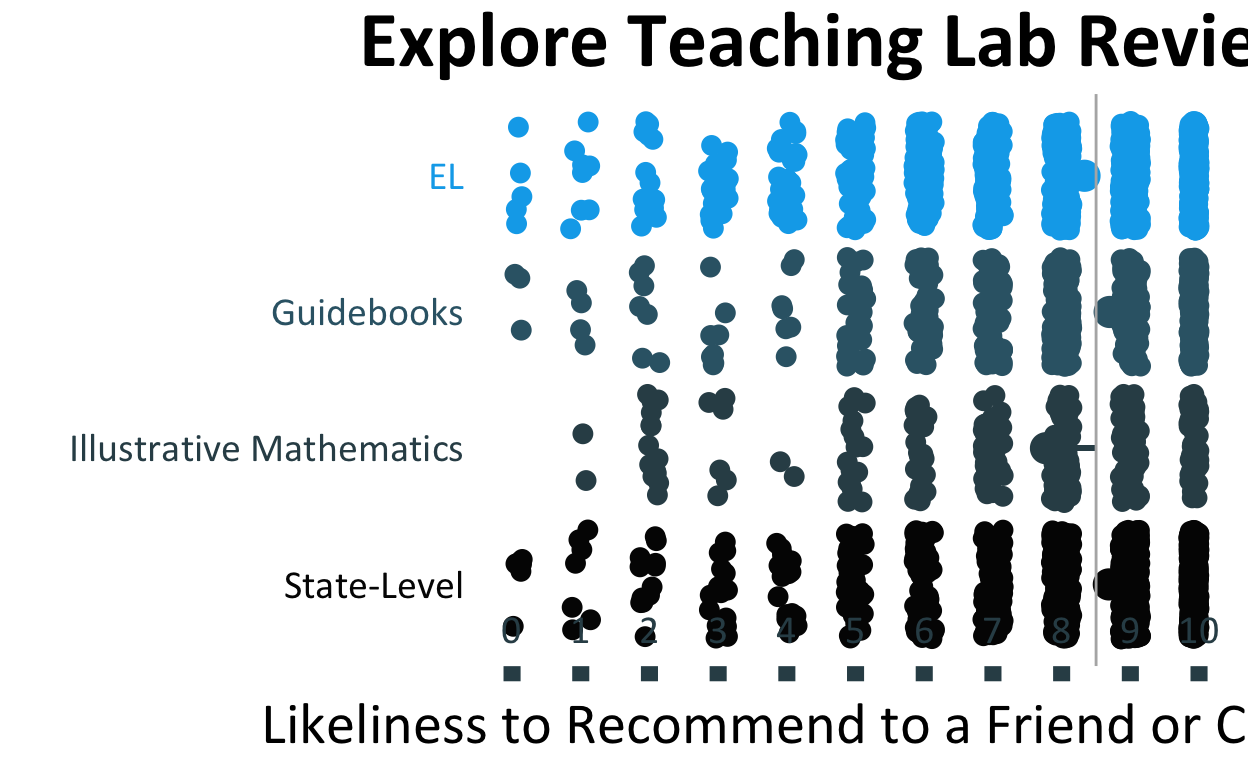 Explore Teaching Lab Revie
EL
Guidebooks
Illustrative Mathematics
State-Level
0 1 2 3 4 5 6 7 8 9 10
Likeliness to Recommend to a Friend or C